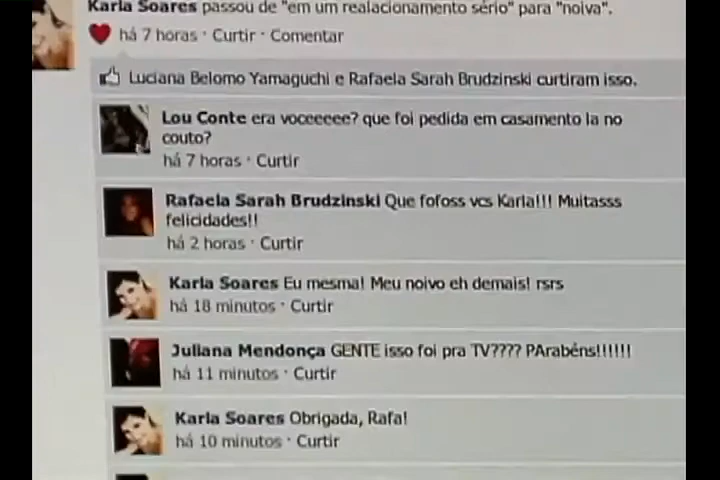 Karla Soares passou de "em um realacionamento sério" para "noiva".
há 7 horas · Curtir · Comentar
Luciana Belomo Yamaguchi e Rafaela Sarah Brudzinski curtiram isso.
Lou Conte era voceeeee? que foi pedida em casamento la no
couto?
há 7 horas · Curtir
Rafaela Sarah Brudzinski Que fofoss vcs Karla!!! Muitasss
felicidades!!
há 2 horas · Curtir
Karla Soares Eu mesma! Meu noivo eh demais! rsrs
há 18 minutos · Curtir
Juliana Mendonça GENTE isso foi pra TV???? PArabéns!!!!!!
há 11 minutos · Curtir
Karla Soares Obrigada, Rafa!
há 10 minutos · Curtir